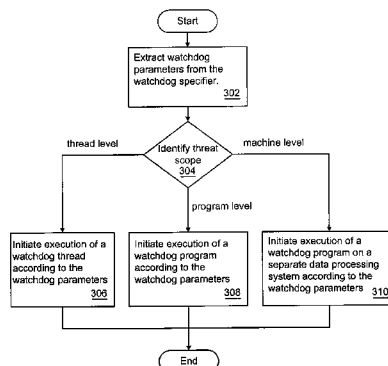 Start
Extract watchdog
parameters from the
watchdog specifier.
302
thread level
Identify threat
scope
304
machine level
program level
Initiate execution of a
watchdog thread
according to the
watchdog parameters
306
Initiate execution of a
watchdog program
according to the
watchdog parameters
308
Initiate execution of a
watchdog program on a
separate data processing
system according to the
watchdog parameters
310
End